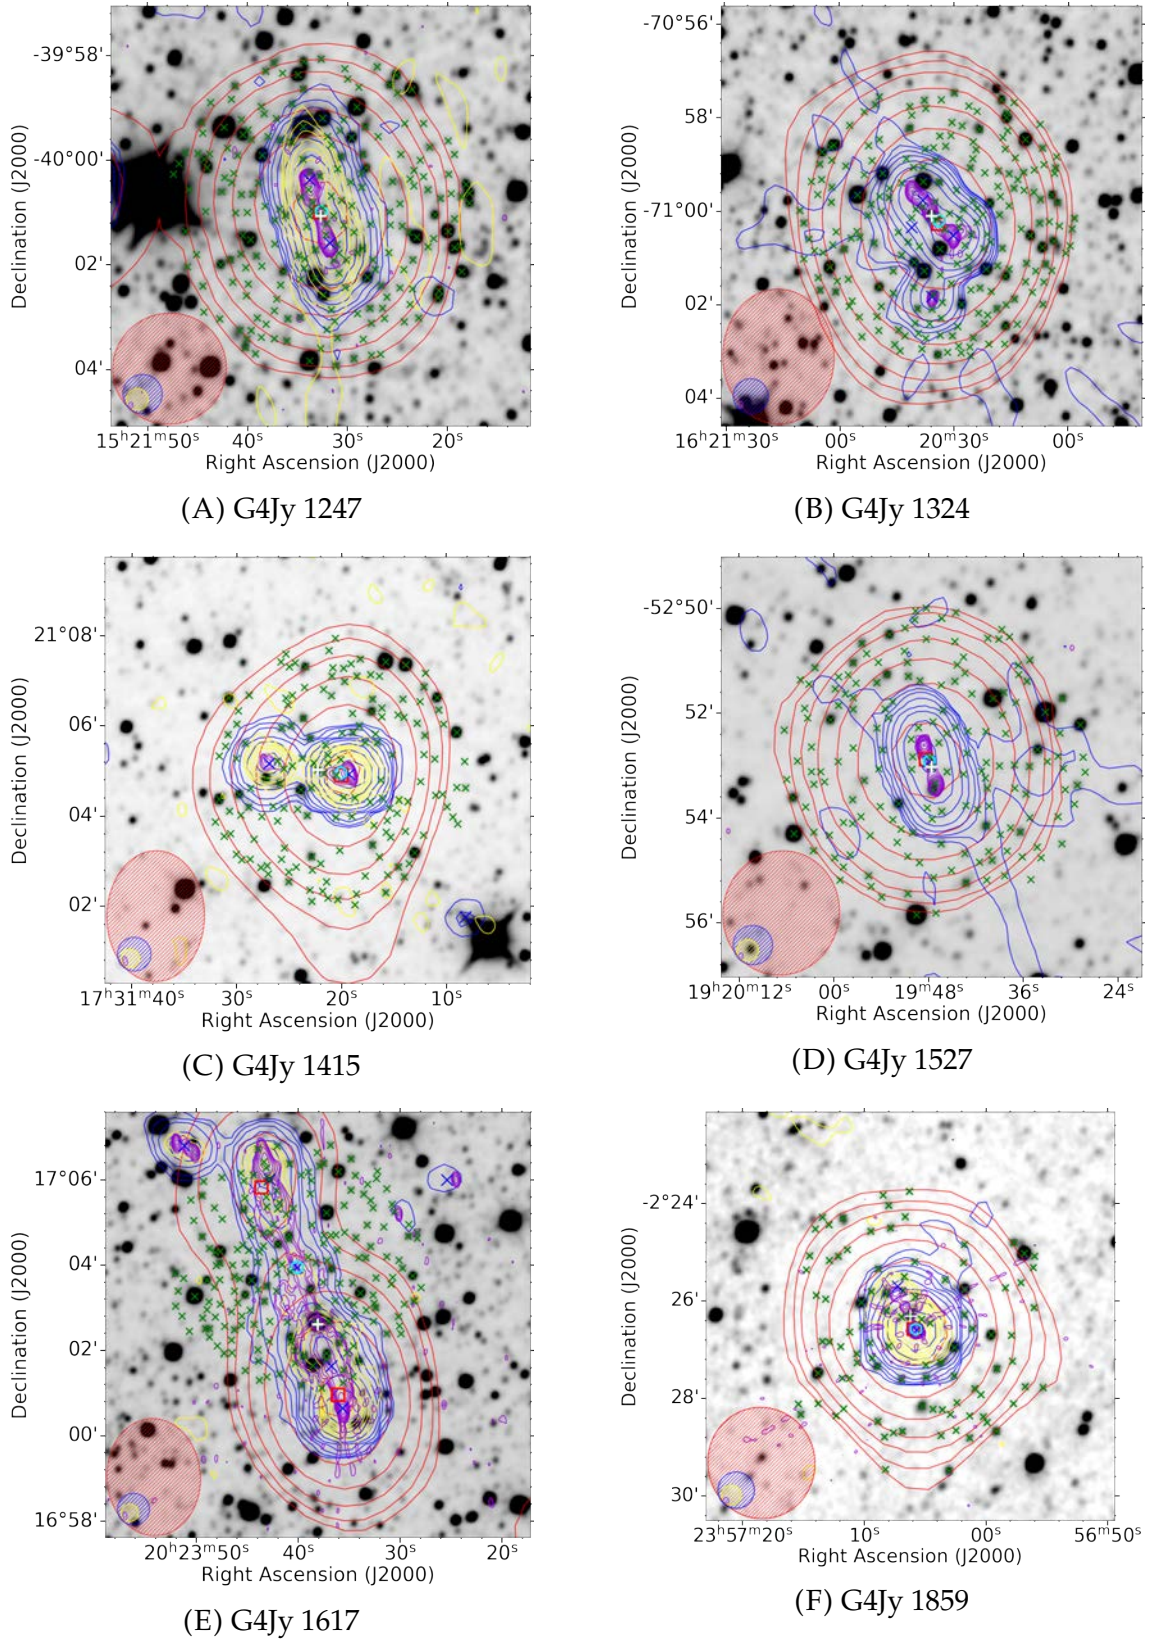 -39°58'
-40°00'
02'
04'
Declination (J2000)
15ʰ21ᵐ50ˢ 40ˢ 30ˢ 20ˢ
Right Ascension (J2000)
(A) G4Jy 1247
-70°56'
58'
-71°00'
02'
04'
Declination (J2000)
16ʰ21ᵐ30ˢ 00ˢ 20ᵐ30ˢ 00ˢ
Right Ascension (J2000)
(B) G4Jy 1324
21°08'
06'
04'
02'
Declination (J2000)
17ʰ31ᵐ40ˢ 30ˢ 20ˢ 10ˢ
Right Ascension (J2000)
(C) G4Jy 1415
-52°50'
52'
54'
56'
Declination (J2000)
19ʰ20ᵐ12ˢ 00ˢ 19ᵐ48ˢ 36ˢ 24ˢ
Right Ascension (J2000)
(D) G4Jy 1527
17°06'
04'
02'
00'
16°58'
Declination (J2000)
20ʰ23ᵐ50ˢ 40ˢ 30ˢ 20ˢ
Right Ascension (J2000)
(E) G4Jy 1617
-2°24'
26'
28'
30'
Declination (J2000)
23ʰ57ᵐ20ˢ 10ˢ 00ˢ 56ᵐ50ˢ
Right Ascension (J2000)
(F) G4Jy 1859